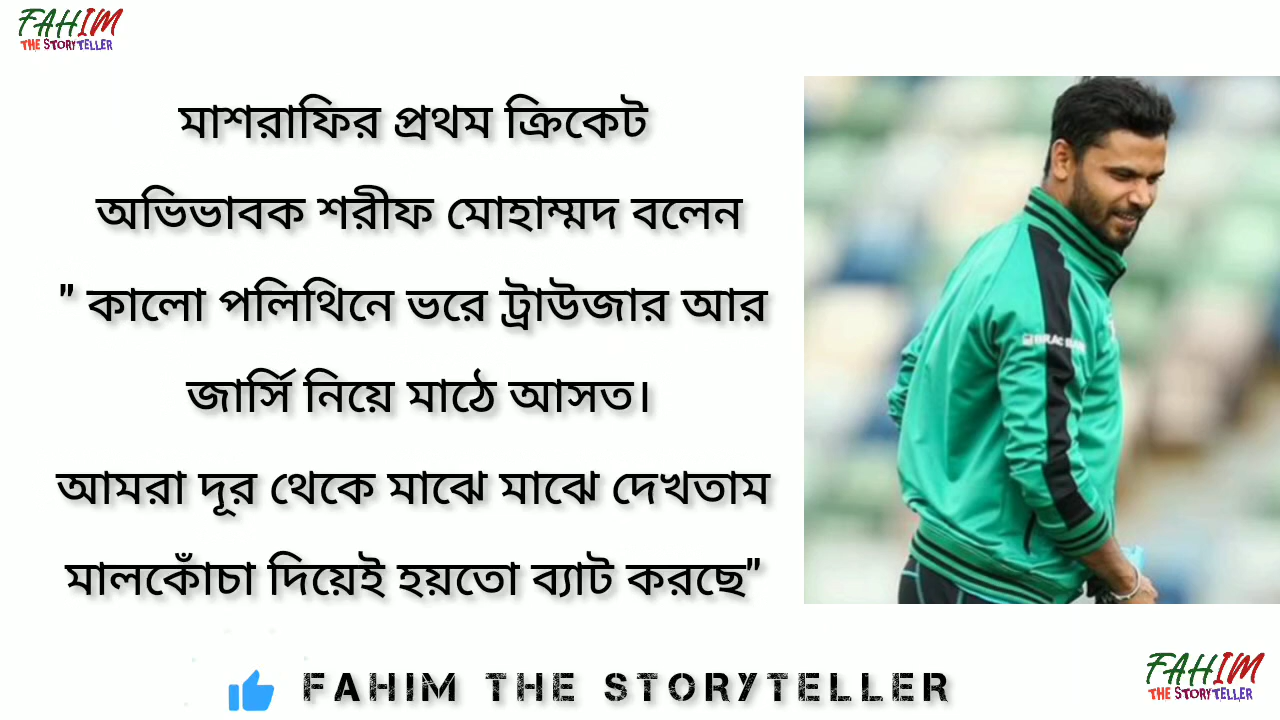 FAHIM
THE STORYTELLER
মাশরাফির প্রথম ক্রিকেট
অভিভাবক শরীফ মোহাম্মদ বলেন
" কালো পলিথিনে ভরে ট্রাউজার আর
জার্সি নিয়ে মাঠে আসত।
আমরা দূর থেকে মাঝে মাঝে দেখতাম
মালকোঁচা দিয়েই হয়তো ব্যাট করছে"
FAHIM THE STORYTELLER
FAHIM
THE STORYTELLER